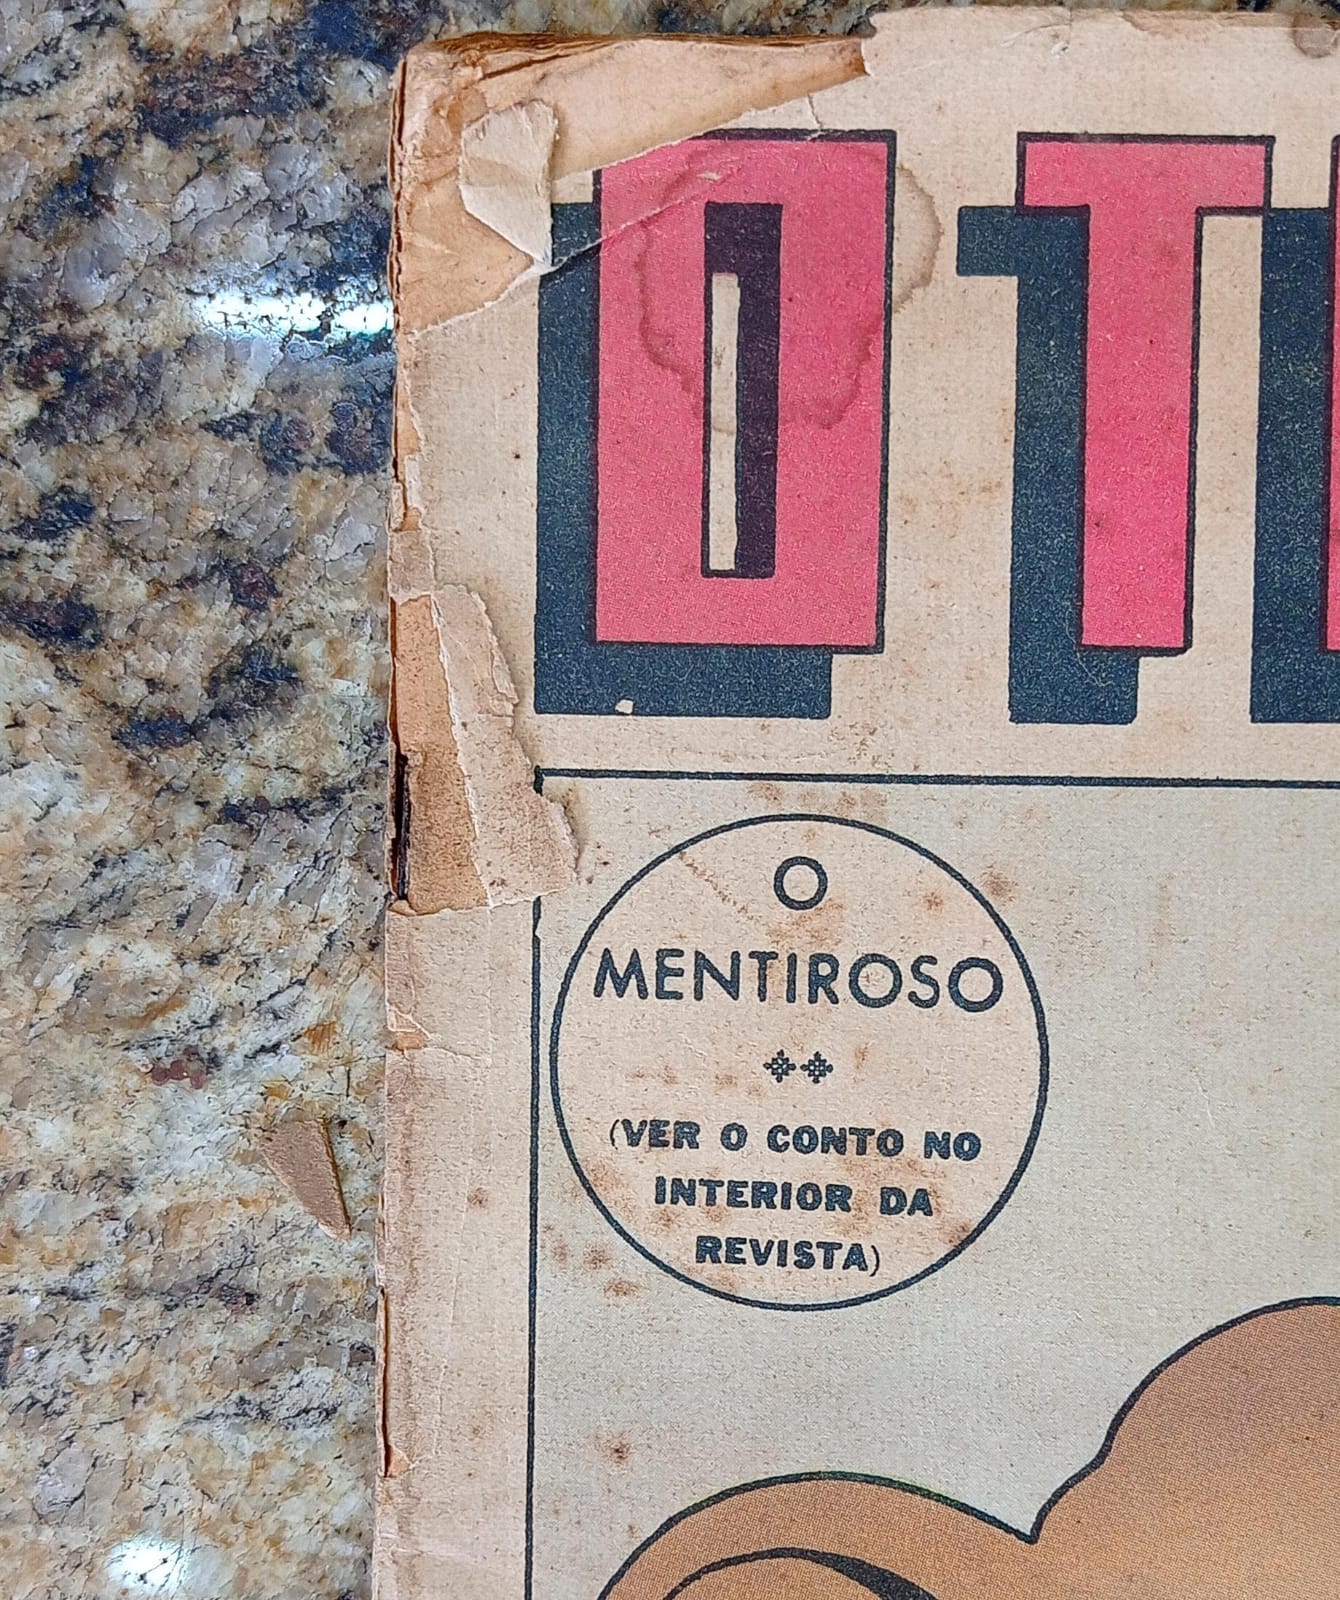 O T
O
MENTIROSO
(VER O CONTO NO
INTERIOR DA
REVISTA)